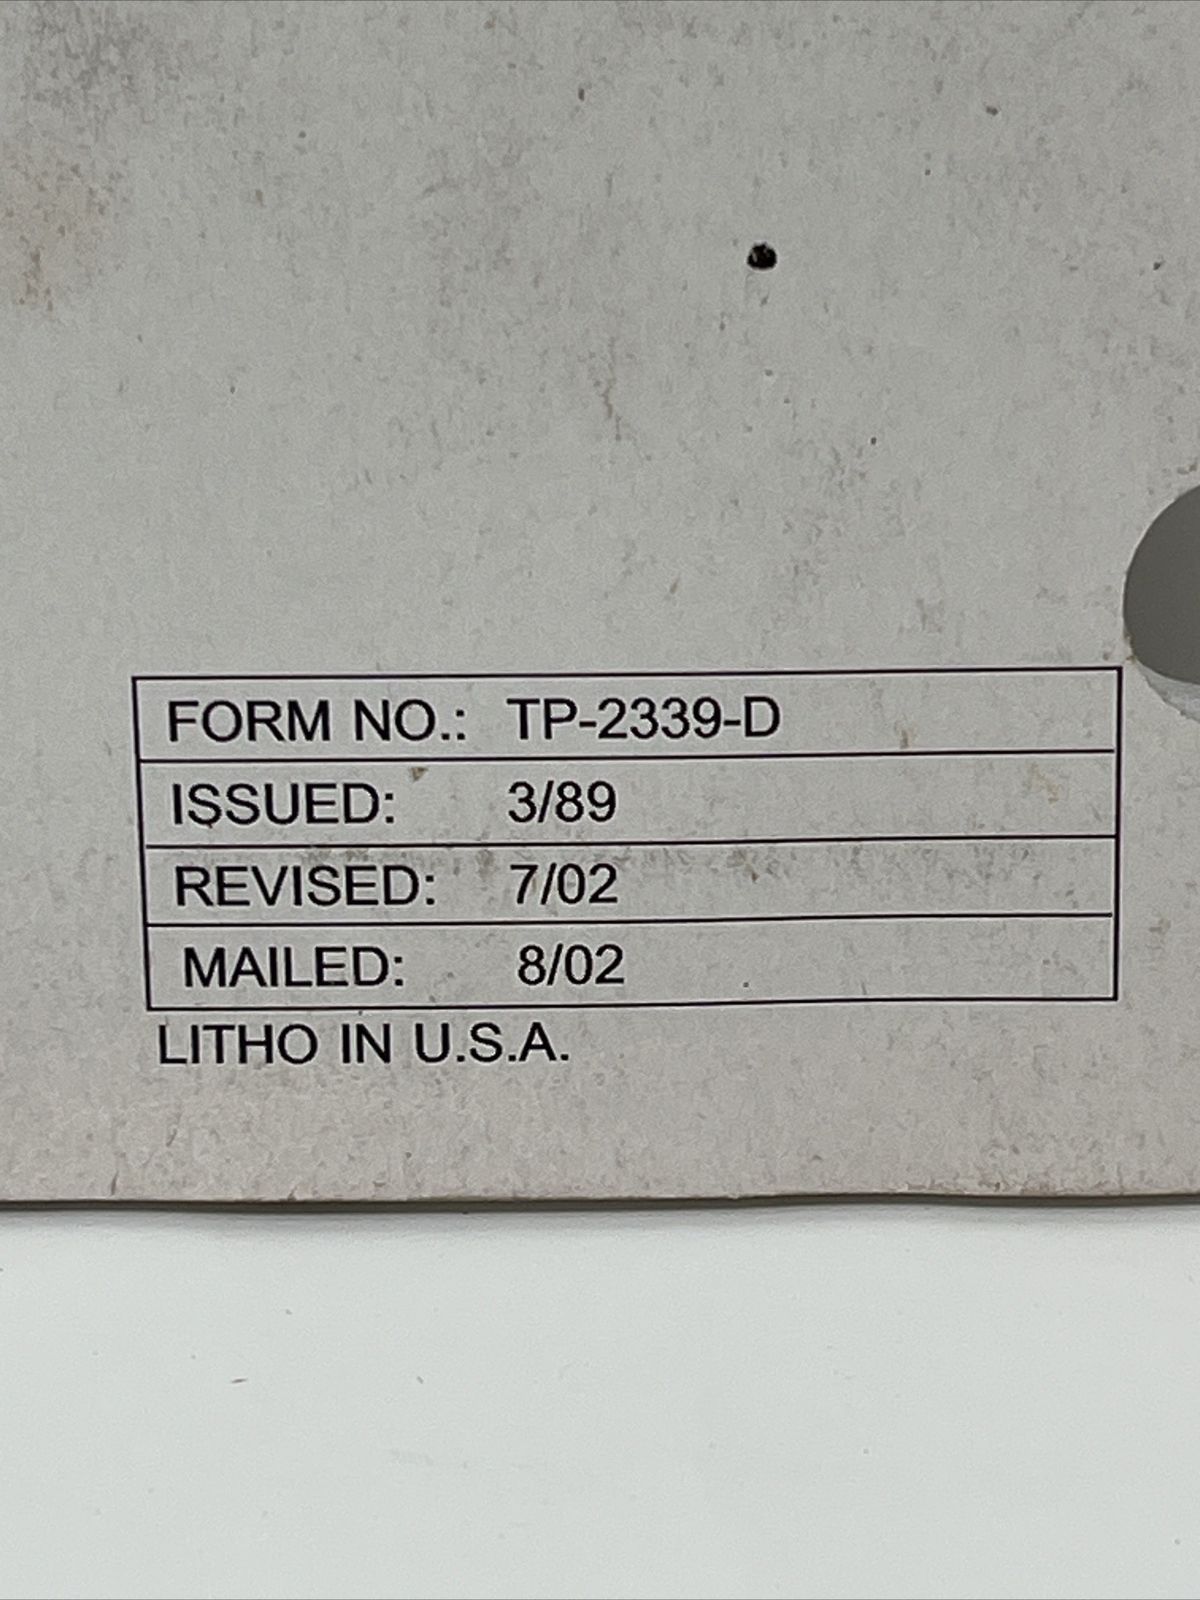 FORM NO.: TP-2339-D
ISSUED: 3/89
REVISED: 7/02
MAILED: 8/02
LITHO IN U.S.A.